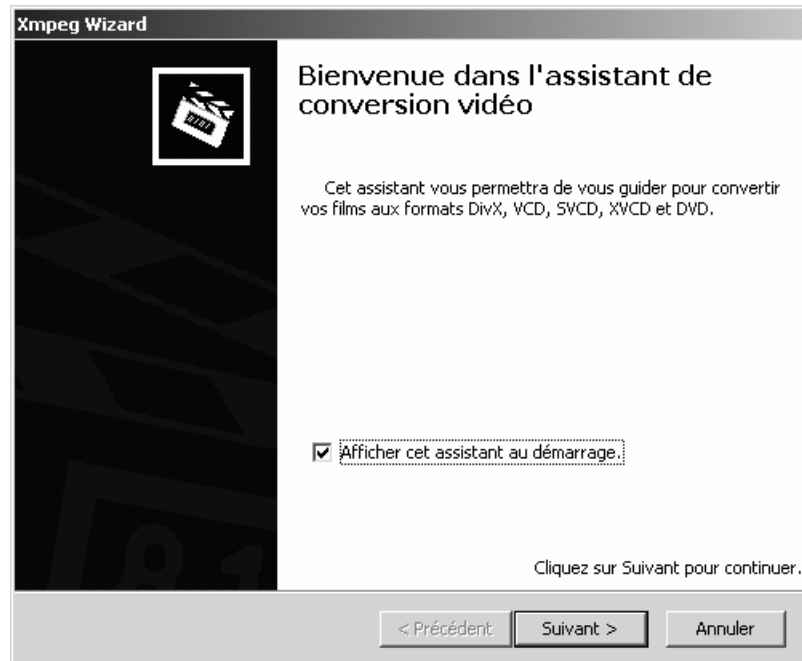 Xmpeg Wizard
Bienvenue dans l'assistant de
conversion vidéo
Cet assistant vous permettra de vous guider pour convertir
vos films aux formats DivX, VCD, SVCD, XVCD et DVD.
Afficher cet assistant au démarrage.
Cliquez sur Suivant pour continuer.
< Précédent
Suivant >
Annuler